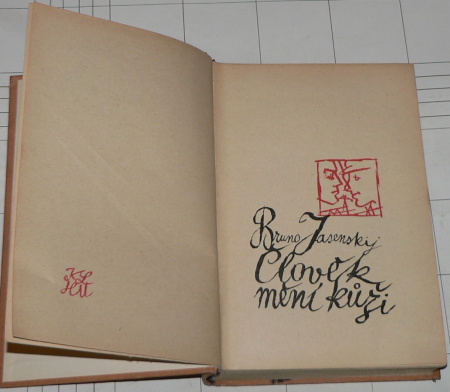 Bruno Jasenskij
Člověk
mění kůži